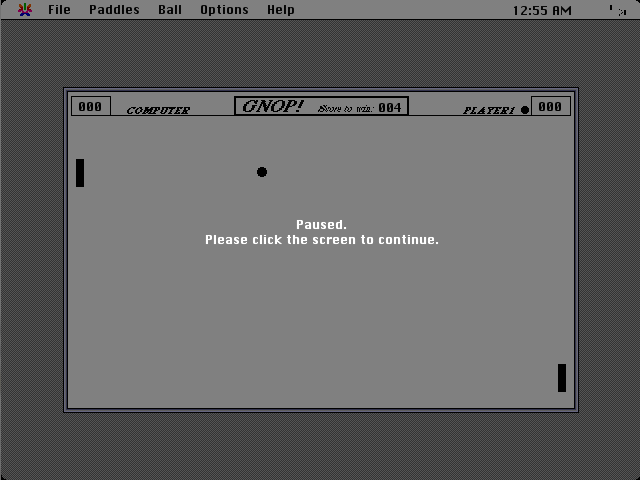 File Paddles Ball Options Help 12:55 AM
000 COMPUTER GNOP! Score to win: 004 PLAYER1 000
Paused.
Please click the screen to continue.